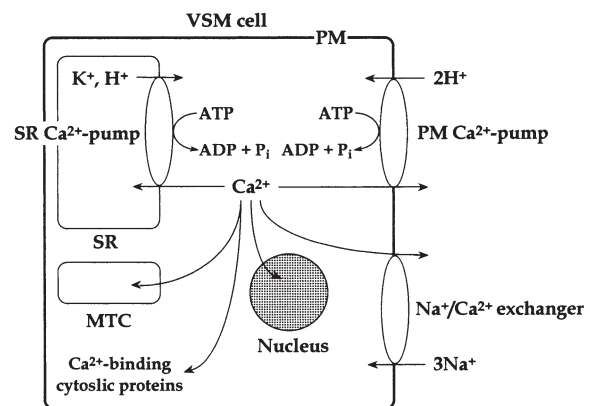 VSM cell
PM
K⁺, H⁺
2H⁺
ATP
ATP
SR Ca²⁺-pump
PM Ca²⁺-pump
ADP + Pᵢ
ADP + Pᵢ
Ca²⁺
SR
MTC
Na⁺/Ca²⁺ exchanger
Nucleus
Ca²⁺-binding
cytoslic proteins
3Na⁺